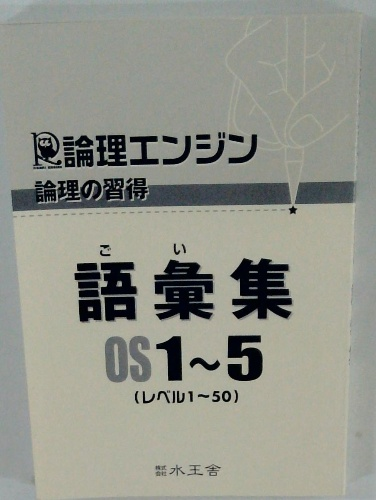 論理エンジン
論理の習得
ごい
語彙集
OS1～5
(レベル1～50)
株式会社 水王舎